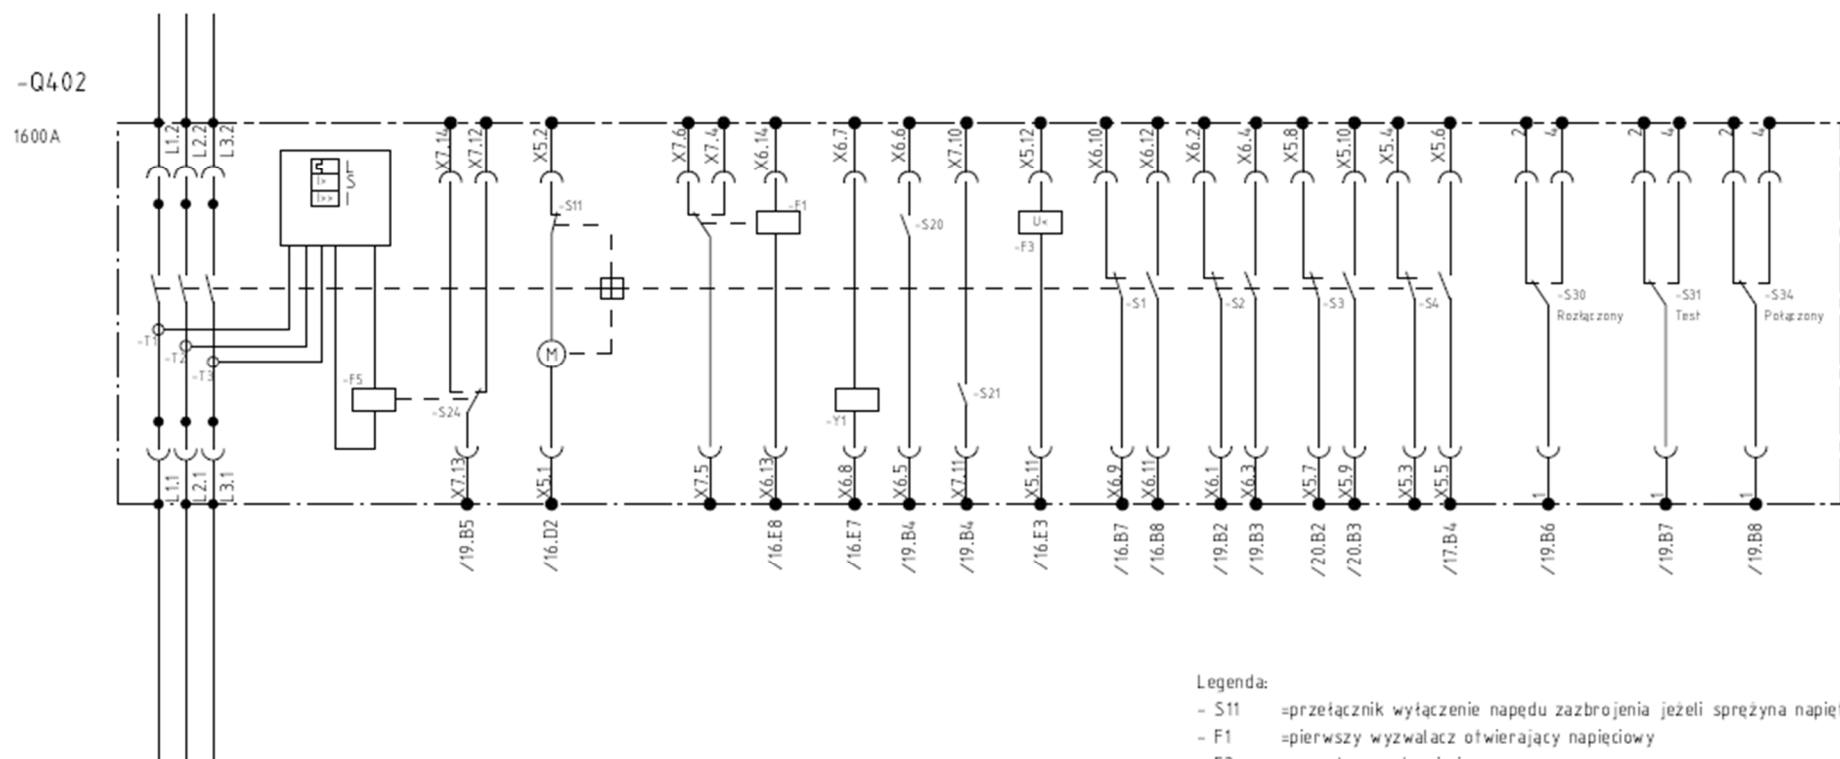 -Q402
1600A
L1.2
L2.2
L3.2
X7.14
X7.12
X5.2
X7.6
X7.4
X6.14
X6.7
X6.6
X7.10
X5.12
X6.10
X6.12
X6.2
X6.4
X5.8
X5.10
X5.4
X5.6
2
4
2
4
2
4
LSI
I>
I>>
-S11
-F1
-S20
U<
-F3
-S1
-S2
-S3
-S4
-S30
Rozłączony
-S31
Test
-S34
Połączony
-T1
-T2
-T3
M
-F5
-S24
-Y1
-S21
L1.1
L2.1
L3.1
X7.13
X5.1
X7.5
X6.13
X6.8
X6.5
X7.11
X5.11
X6.9
X6.11
X6.1
X6.3
X5.7
X5.9
X5.3
X5.5
1
1
1
/19.B5
/16.D2
/16.E8
/16.E7
/19.B4
/19.B4
/16.E3
/16.B7
/16.B8
/19.B2
/19.B3
/20.B2
/20.B3
/17.B4
/19.B6
/19.B7
/19.B8
Legenda:
- S11 =przełącznik wyłączenie napędu zazbrojenia jeżeli sprężyna napię
- F1 =pierwszy wyzwalacz otwierający napięciowy